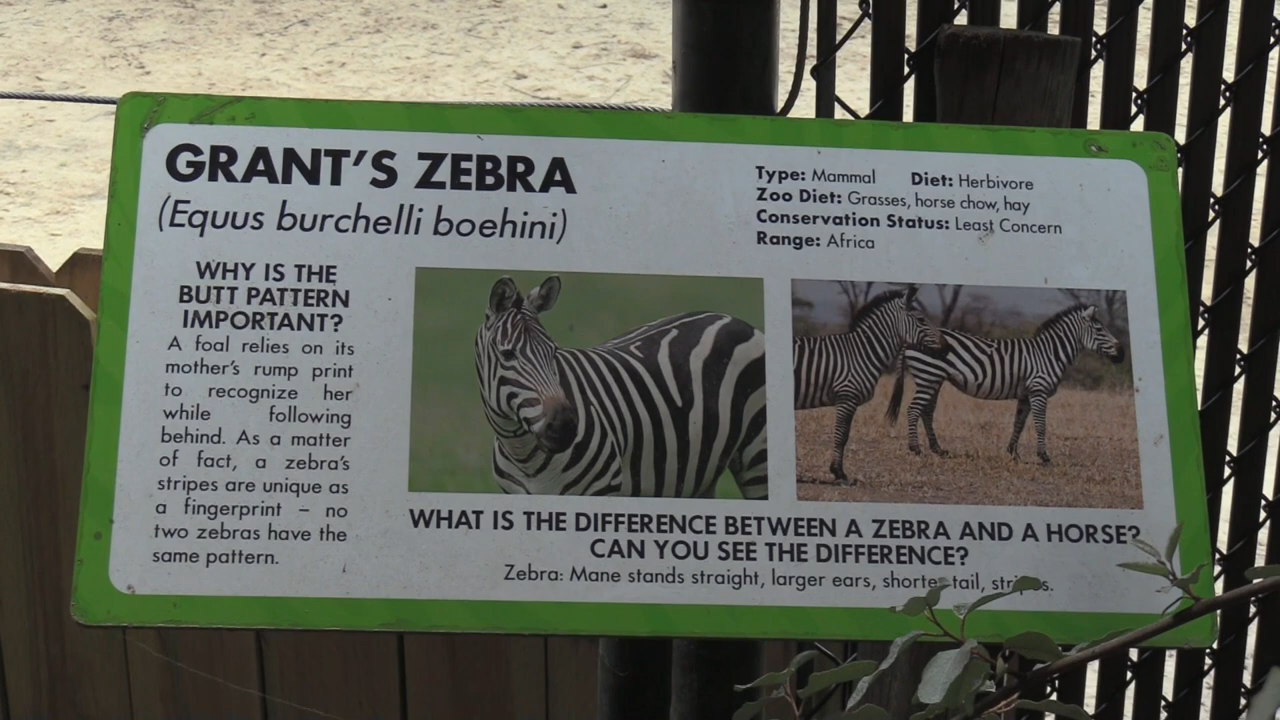 GRANT'S ZEBRA
(Equus burchelli boehini)
Type: Mammal Diet: Herbivore
Zoo Diet: Grasses, horse chow, hay
Conservation Status: Least Concern
Range: Africa
WHY IS THE
BUTT PATTERN
IMPORTANT?
A foal relies on its
mother's rump print
to recognize her
while following
behind. As a matter
of fact, a zebra's
stripes are unique as
a fingerprint – no
two zebras have the
same pattern.
WHAT IS THE DIFFERENCE BETWEEN A ZEBRA AND A HORSE?
CAN YOU SEE THE DIFFERENCE?
Zebra: Mane stands straight, larger ears, shorter tail, stripes.